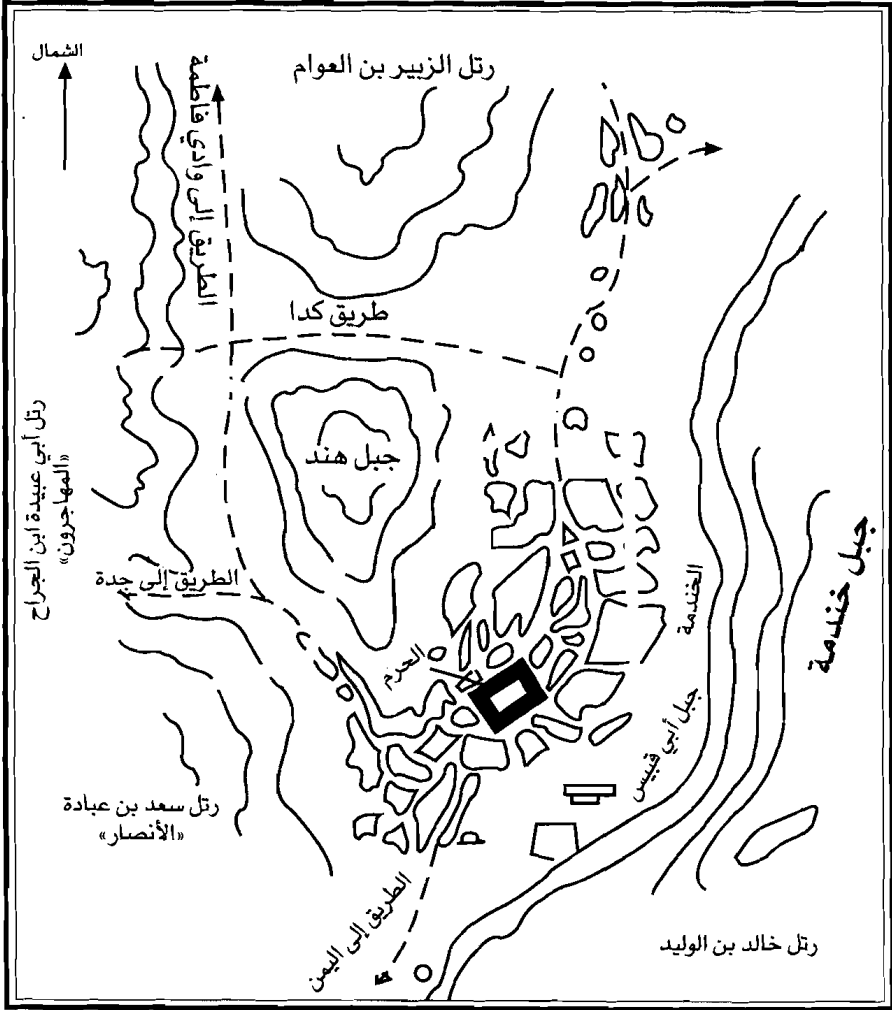 الشمال
رتل الزبير بن العوام
الطريق إلى وادي فاطمة
طريق كدا
جبل هند
رتل أبي عبيدة ابن الجراح
«المهاجرون»
الطريق إلى جدة
الحرم
الخندمة
جبل خندمة
جبل أبي قبيس
رتل سعد بن عبادة
«الأنصار»
الطريق إلى اليمن
رتل خالد بن الوليد